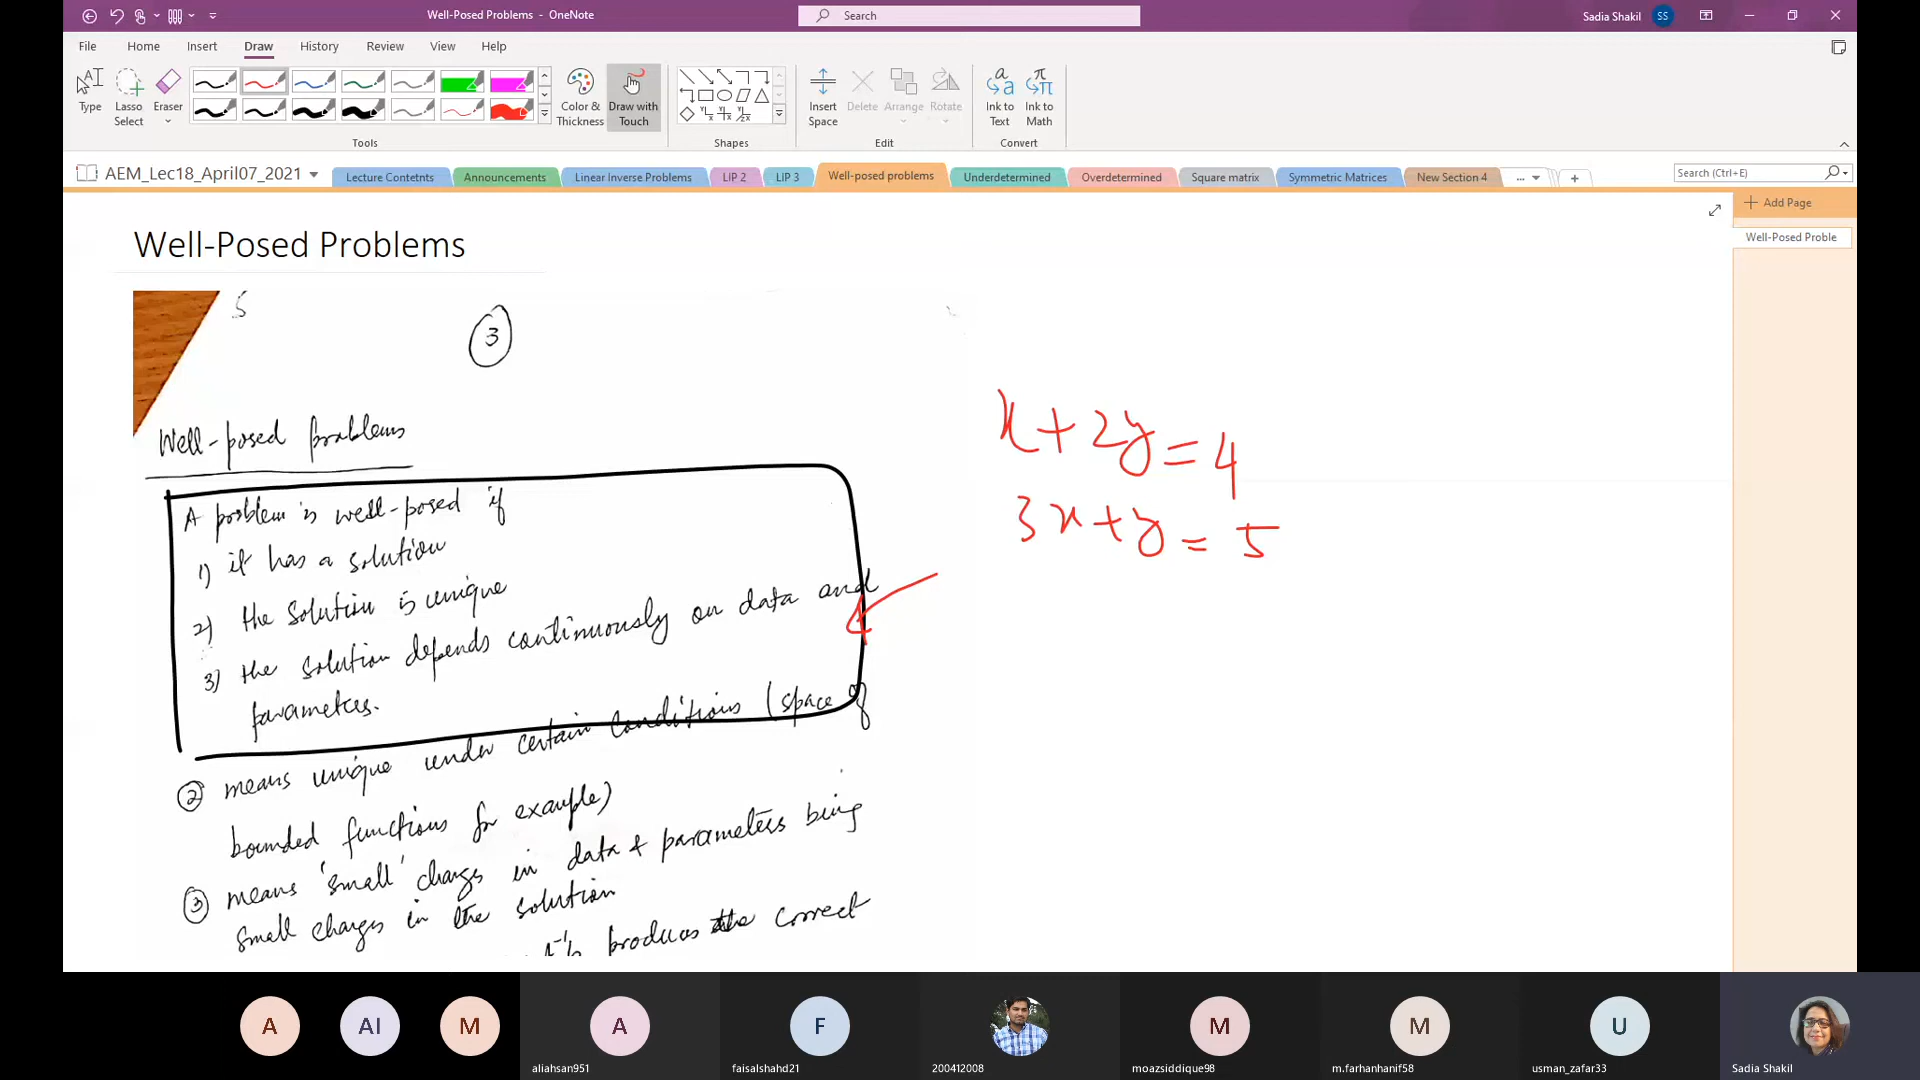 Well-Posed Problems - OneNote
Search
Sadia Shakil
SS
File Home Insert Draw History Review View Help
Type
Lasso Select
Eraser
Color & Thickness
Draw with Touch
Insert Space
Delete
Arrange
Rotate
Ink to Text
Ink to Math
Tools
Shapes
Edit
Convert
AEM_Lec18_April07_2021
Lecture Contetnts
Announcements
Linear Inverse Problems
LIP 2
LIP 3
Well-posed problems
Underdetermined
Overdetermined
Square matrix
Symmetric Matrices
New Section 4
Search (Ctrl+E)
Add Page
Well-Posed Proble
Well-Posed Problems
5
3
Well-posed problems
A problem is well-posed if
1) it has a solution
2) the solution is unique
3) the solution depends continuously on data and
parameters.
② means unique under certain conditions (space of
bounded functions for example)
③ means 'small' changes in data & parameters being
small changes in the solution
produces the correct
x+2y=4
3x+y=5
A
AI
M
A
F
M
M
U
aliahsan951
faisalshahd21
200412008
moazsiddique98
m.farhanhanif58
usman_zafar33
Sadia Shakil